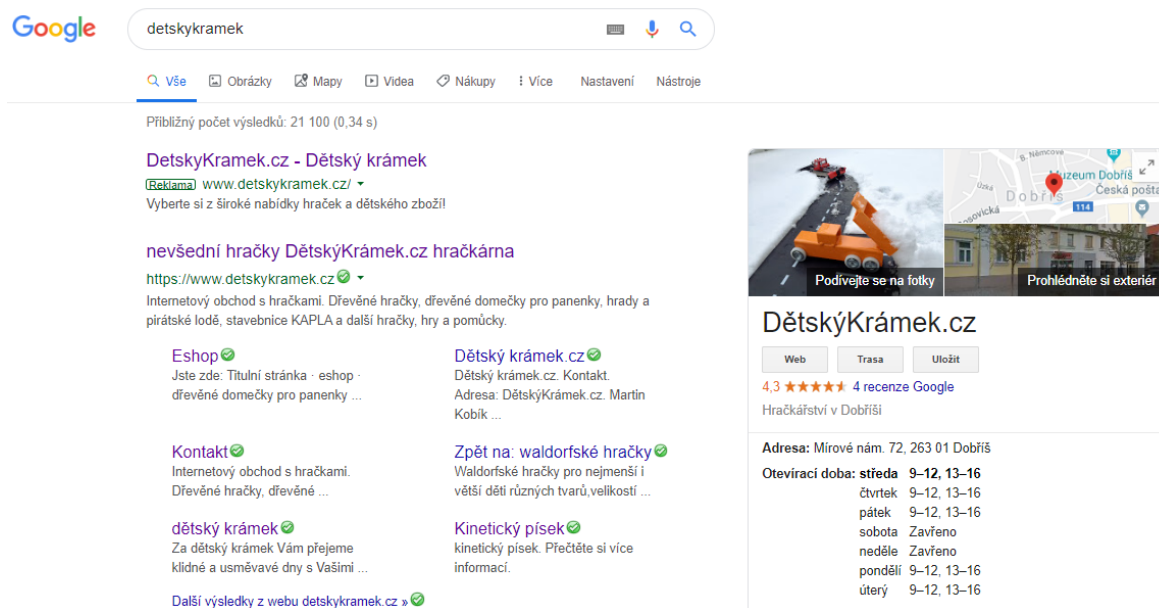 Google
detskykramek
Vše Obrázky Mapy Videa Nákupy Více Nastavení Nástroje
Přibližný počet výsledků: 21 100 (0,34 s)
DetskyKramek.cz - Dětský krámek
Reklama www.detskykramek.cz/
Vyberte si z široké nabídky hraček a dětského zboží!
nevšední hračky DětskýKrámek.cz hračkárna
https://www.detskykramek.cz
Internetový obchod s hračkami. Dřevěné hračky, dřevěné domečky pro panenky, hrady a
pirátské lodě, stavebnice KAPLA a další hračky, hry a pomůcky.
Eshop
Jste zde: Titulní stránka · eshop ·
dřevěné domečky pro panenky ...
Dětský krámek.cz
Dětský krámek.cz. Kontakt.
Adresa: DětskýKrámek.cz. Martin
Kobík ...
Kontakt
Internetový obchod s hračkami.
Dřevěné hračky, dřevěné ...
Zpět na: waldorfské hračky
Waldorfské hračky pro nejmenší i
větší děti různých tvarů,velikostí ...
dětský krámek
Za dětský krámek Vám přejeme
klidné a usměvavé dny s Vašimi ...
Kinetický písek
kinetický písek. Přečtěte si více
informací.
Další výsledky z webu detskykramek.cz »
Podívejte se na fotky
B. Němcové
Muzeum Dobříš
Česká pošta
Úzká
Dobříš
114
Prohlédněte si exteriér
DětskýKrámek.cz
Web Trasa Uložit
4,3 4 recenze Google
Hračkářství v Dobříši
Adresa: Mírové nám. 72, 263 01 Dobříš
Otevírací doba: středa 9–12, 13–16
čtvrtek 9–12, 13–16
pátek 9–12, 13–16
sobota Zavřeno
neděle Zavřeno
pondělí 9–12, 13–16
úterý 9–12, 13–16